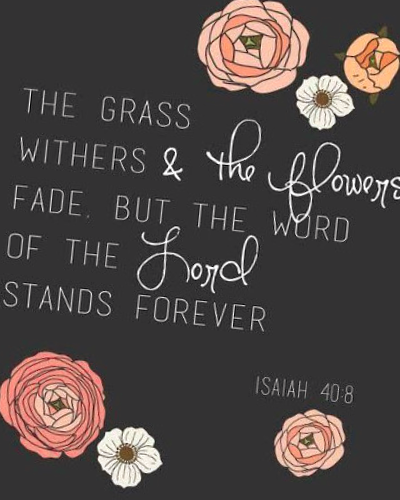 THE GRASS
WITHERS & the flowers
FADE. BUT THE WORD
OF THE Lord
STANDS FOREVER
ISAIAH 40:8